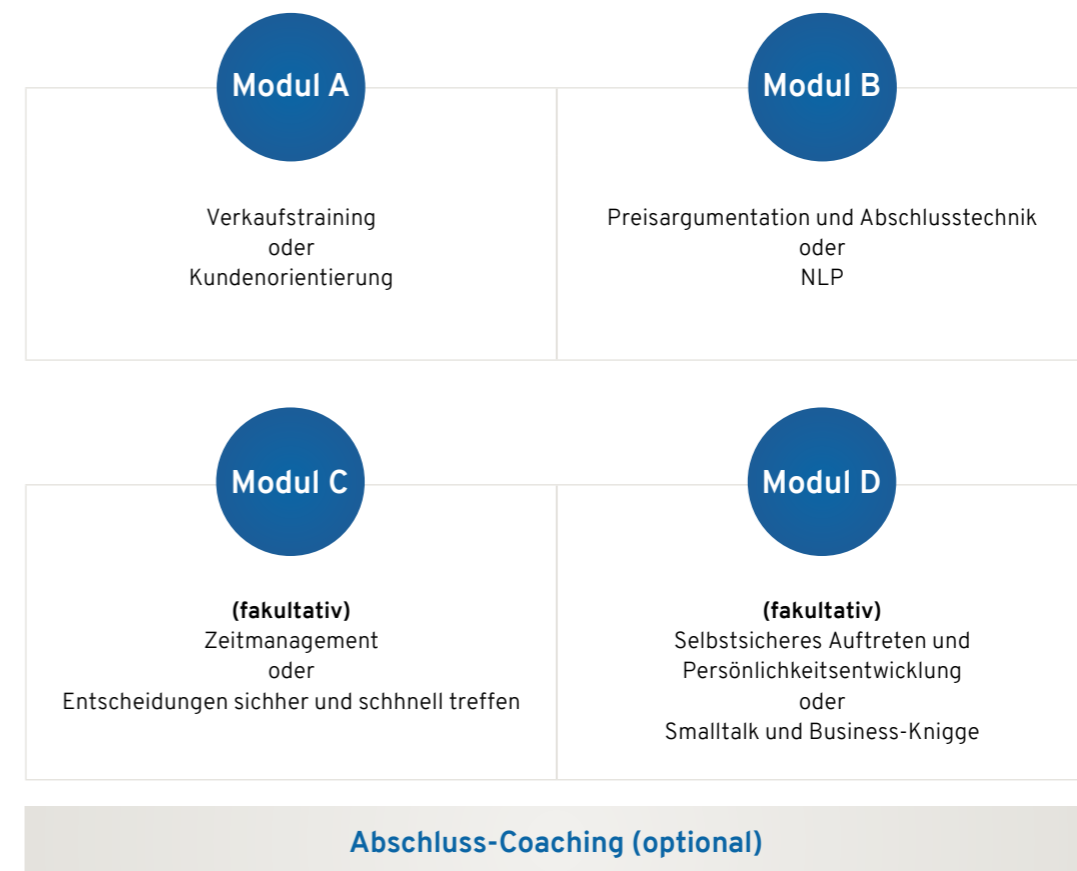 Modul A
Verkaufstraining
oder
Kundenorientierung
Modul B
Preisargumentation und Abschlusstechnik
oder
NLP
Modul C
(fakultativ)
Zeitmanagement
oder
Entscheidungen sichher und schhnell treffen
Modul D
(fakultativ)
Selbstsicheres Auftreten und
Persönlichkeitsentwicklung
oder
Smalltalk und Business-Knigge
Abschluss-Coaching (optional)